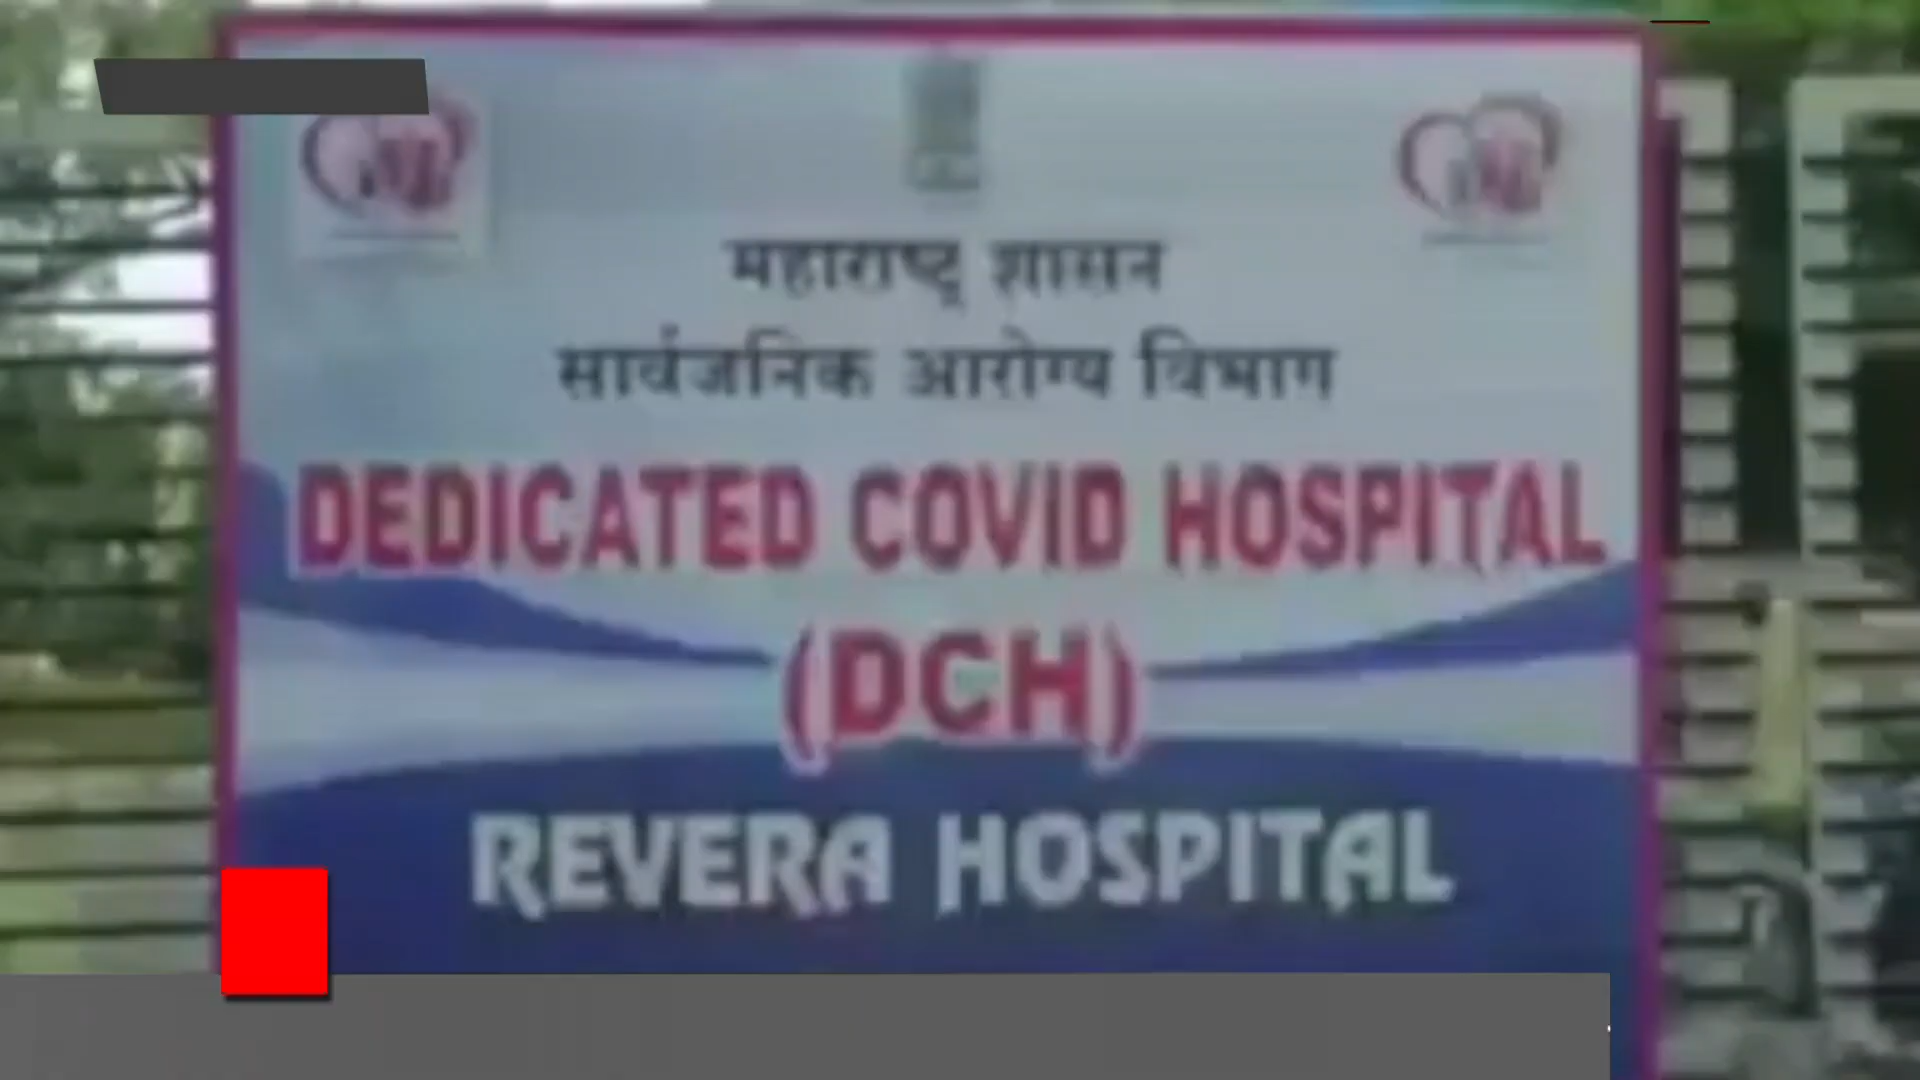 महाराष्ट्र शासन
सार्वजनिक आरोग्य विभाग
DEDICATED COVID HOSPITAL
(DCH)
REVERA HOSPITAL